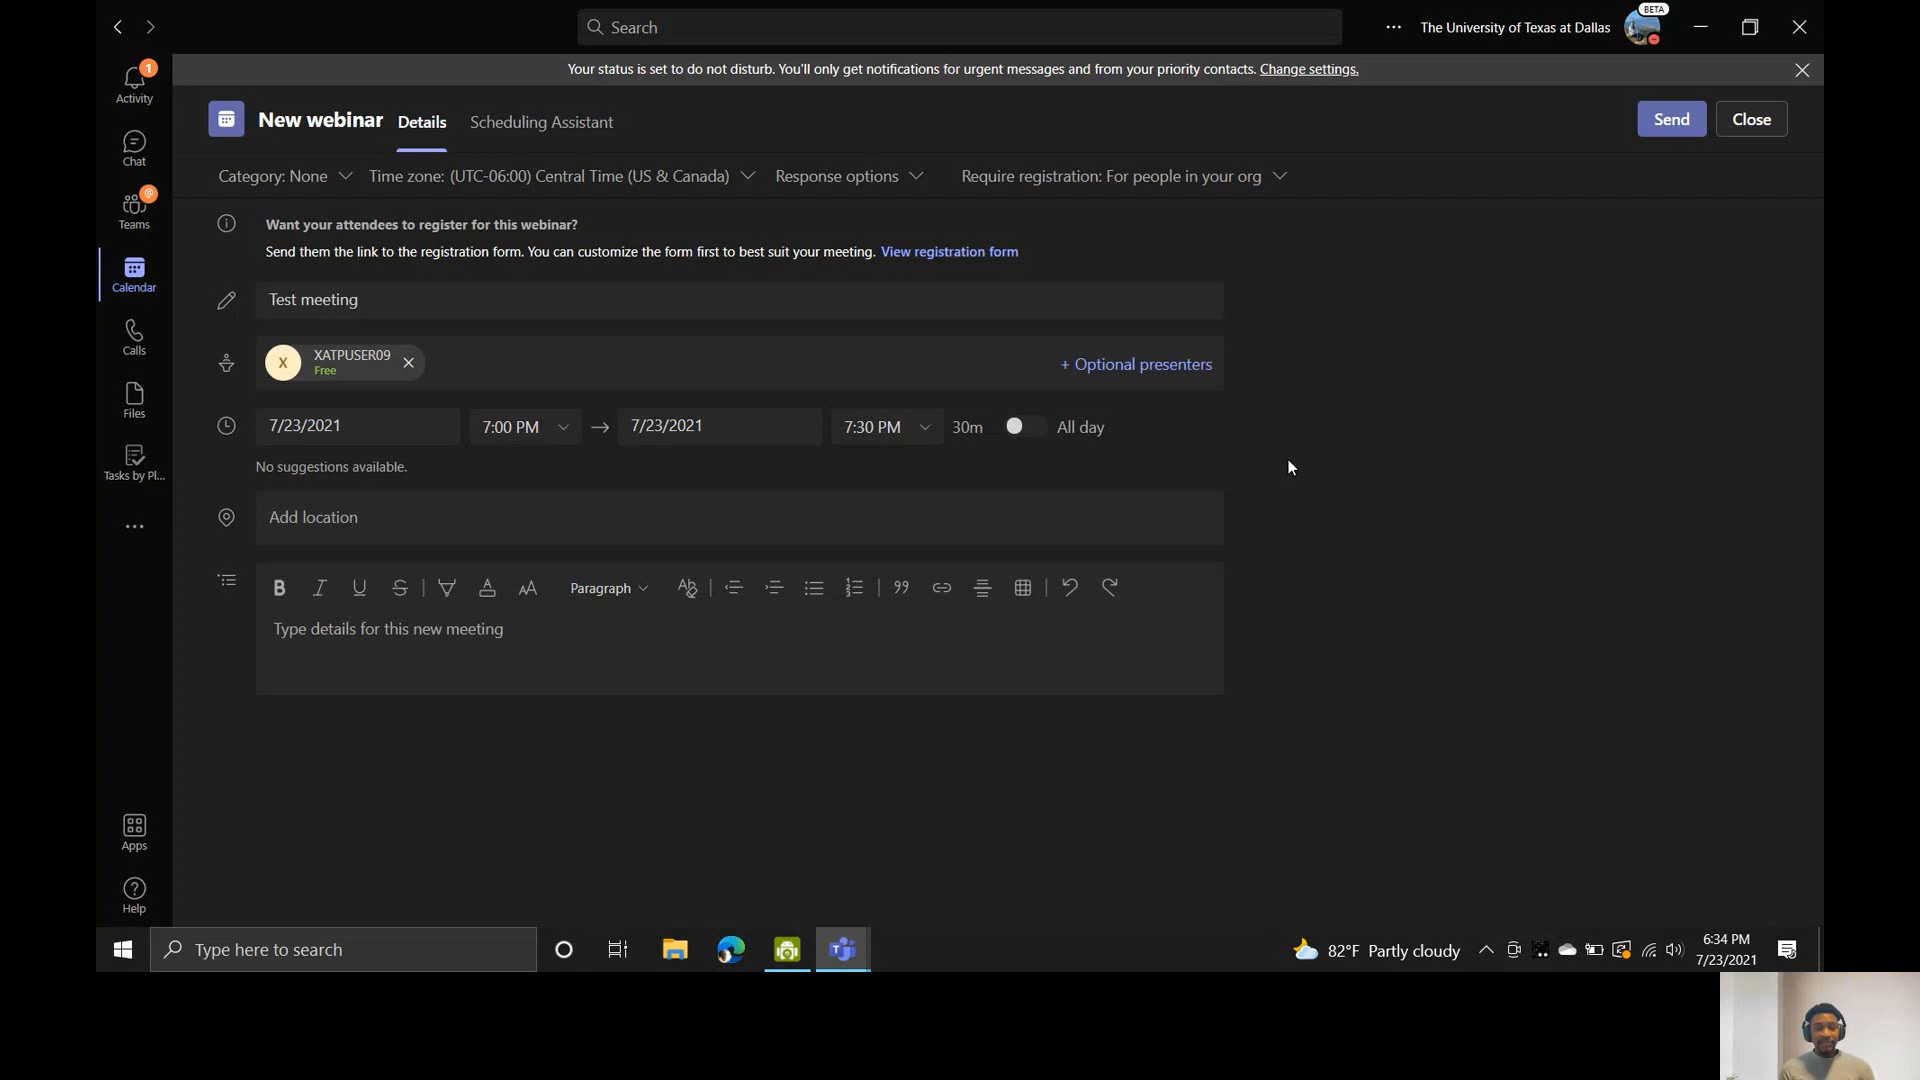 Search
The University of Texas at Dallas
BETA
Your status is set to do not disturb. You'll only get notifications for urgent messages and from your priority contacts. Change settings.
1
Activity
Chat
@
Teams
Calendar
Calls
Files
Tasks by Pl...
Apps
Help
New webinar
Details
Scheduling Assistant
Send
Close
Category: None
Time zone: (UTC-06:00) Central Time (US & Canada)
Response options
Require registration: For people in your org
Want your attendees to register for this webinar?
Send them the link to the registration form. You can customize the form first to best suit your meeting. View registration form
Test meeting
X
XATPUSER09
Free
+ Optional presenters
7/23/2021
7:00 PM
7/23/2021
7:30 PM
30m
All day
No suggestions available.
Add location
Paragraph
Type details for this new meeting
Type here to search
82°F Partly cloudy
6:34 PM
7/23/2021